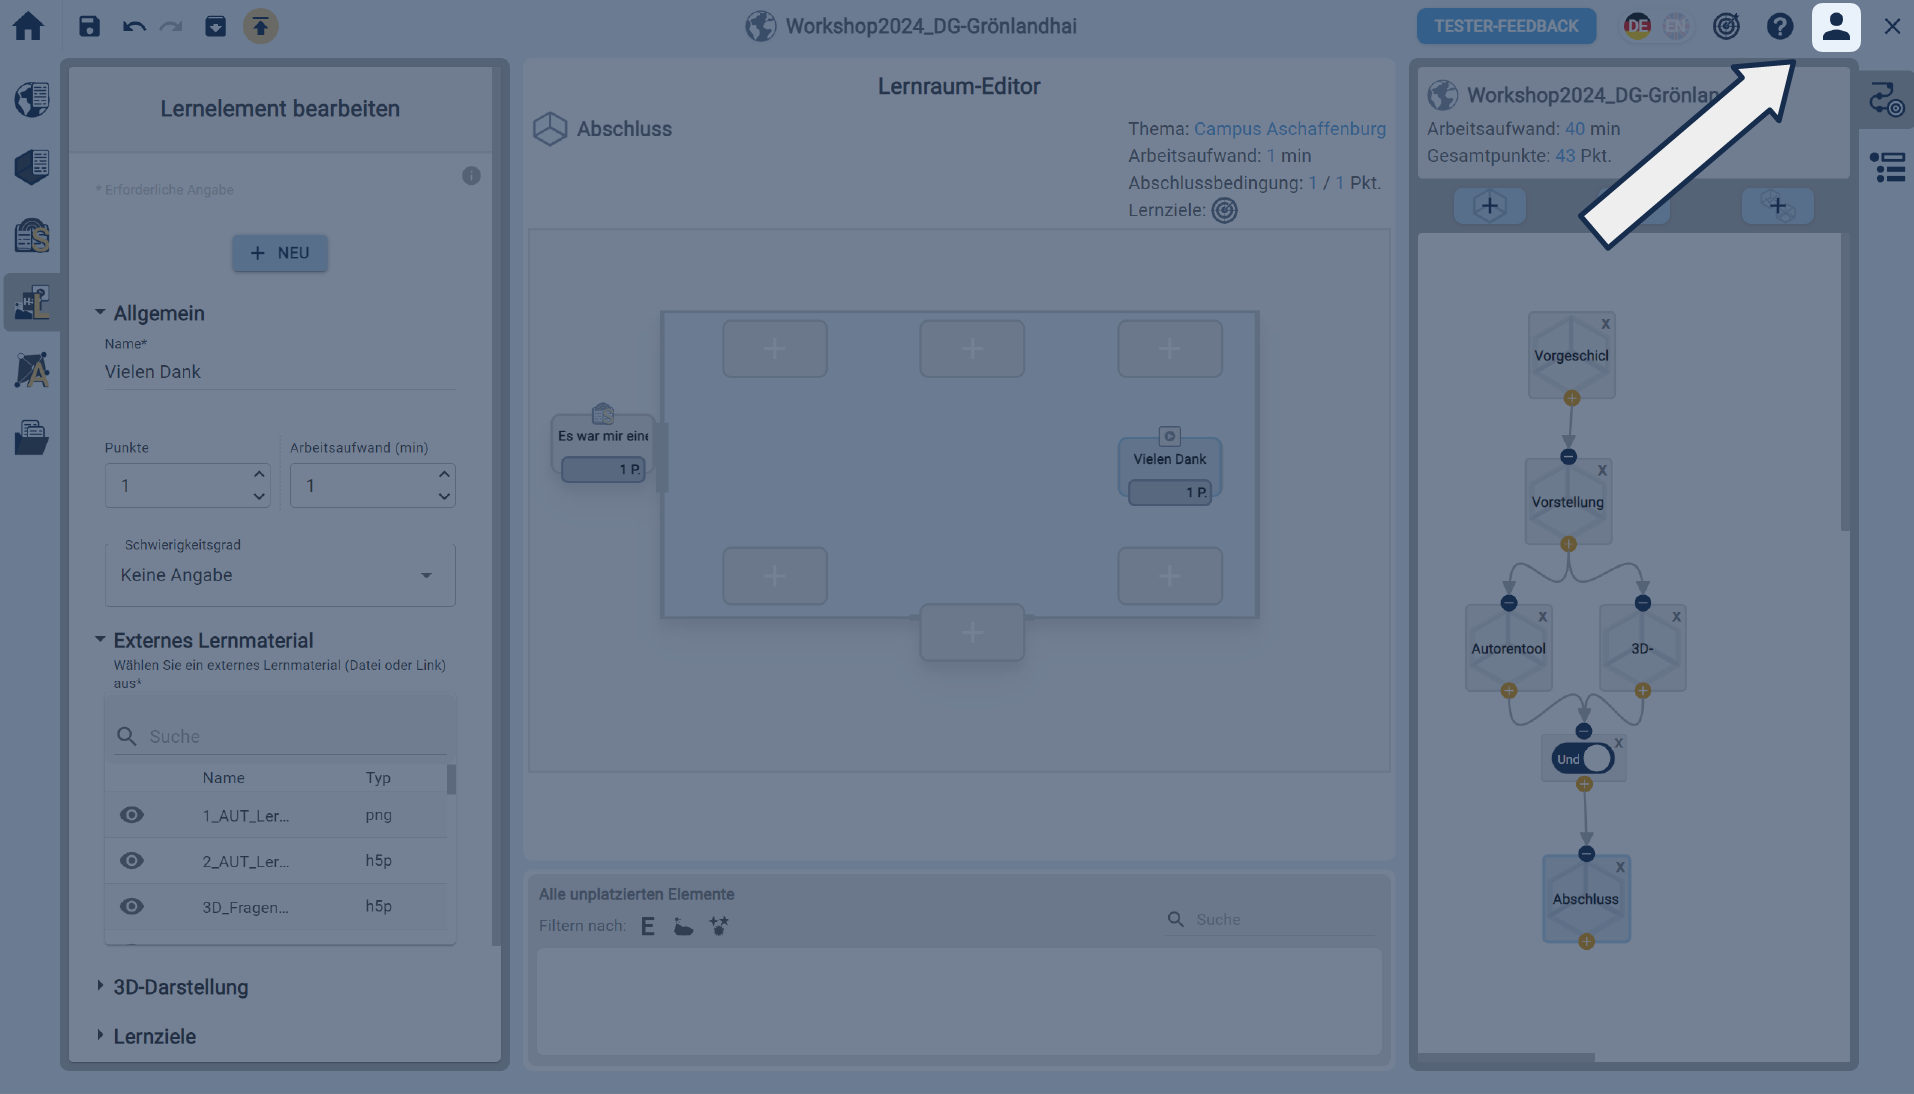 Workshop2024_DG-Grönlandhai
TESTER-FEEDBACK
DE
EN
Lernelement bearbeiten
* Erforderliche Angabe
+ NEU
Allgemein
Name*
Vielen Dank
Punkte
Arbeitsaufwand (min)
1
1
Schwierigkeitsgrad
Keine Angabe
Externes Lernmaterial
Wählen Sie ein externes Lernmaterial (Datei oder Link)
aus*
Suche
Name Typ
1_AUT_Ler... png
2_AUT_Ler... h5p
3D_Fragen... h5p
3D-Darstellung
Lernziele
Lernraum-Editor
Abschluss
Thema: Campus Aschaffenburg
Arbeitsaufwand: 1 min
Abschlussbedingung: 1 / 1 Pkt.
Lernziele:
Es war mir eine
1 P.
Vielen Dank
1 P.
Alle unplatzierten Elemente
Filtern nach: E
Suche
Workshop2024_DG-Grönlan
Arbeitsaufwand: 40 min
Gesamtpunkte: 43 Pkt.
Vorgeschicl
X
Vorstellung
X
Autorentool
X
3D-
X
Und
X
Abschluss
X